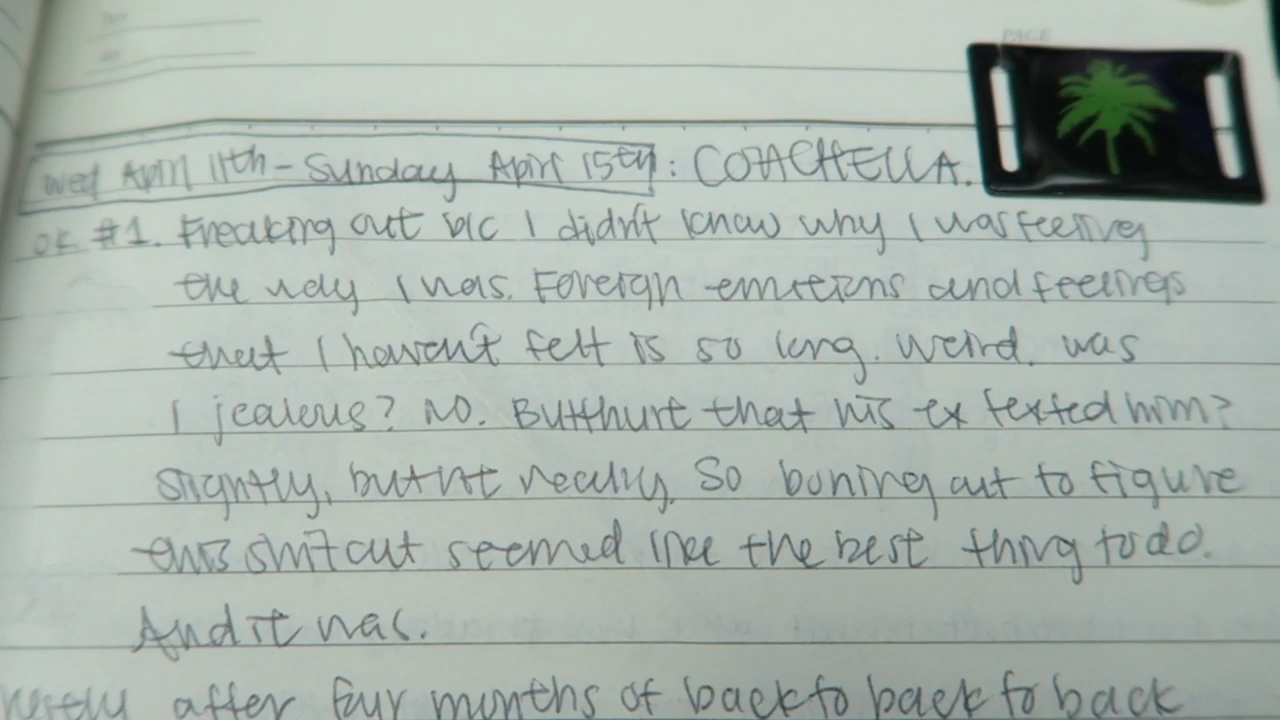 PAGE
Wed April 11th - Sunday April 15th: COACHELLA.
ok #1. Freaking out b/c I didn't know why I was feeling
the way I was. Foreign emotions and feelings
that I haven't felt is so long. Weird. was
I jealous? NO. Butthurt that his ex texted him?
Slightly, but not really. So boning out to figure
this shit out seemed like the best thing to do.
And it was.
after four months of back to back to back